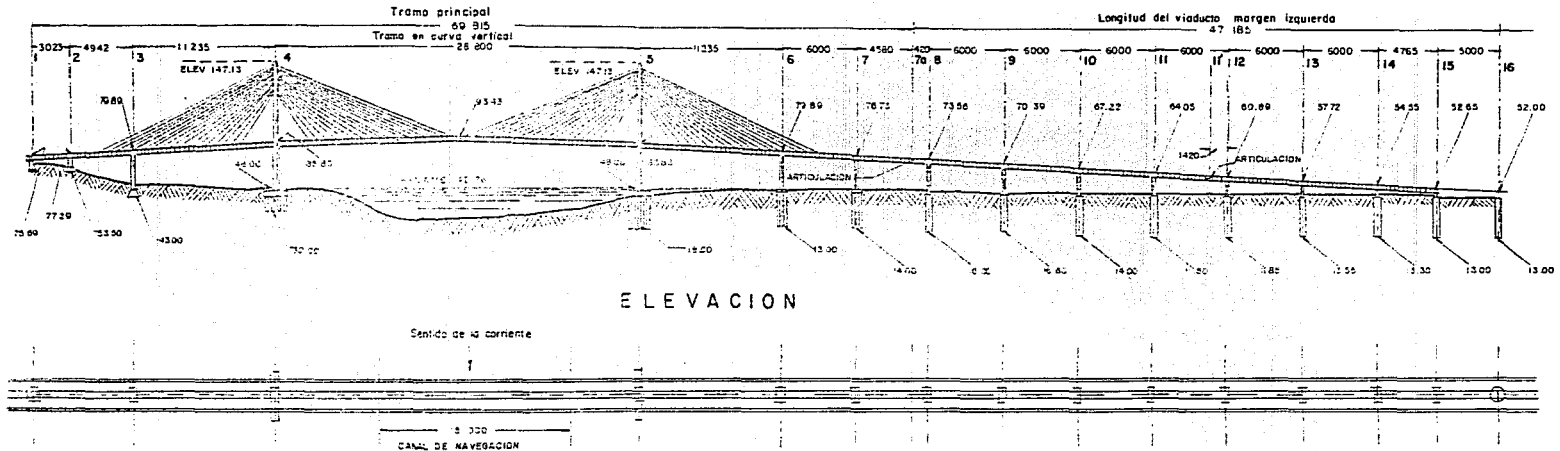 Tramo principal
69 815
Longitud del viaducto margen izquierda
47 185
Tramo en curva vertical
28 800
3023 4942 11 235 11235 6000 4580 420 6000 6000 6000 6000 6000 6000 4765 5000
1 2 3 4 5 6 7 7a 8 9 10 11 11' 12 13 14 15 16
ELEV 147.13 ELEV 147.13
79.89 93.43 79.89 76.73 73.56 70.39 67.22 64.05 60.89 57.72 54.55 52.65 52.00
1420
ARTICULACION ARTICULACION
77.29
53.50 43.00 13.00 14.00 13.00 13.00
ELEVACION
Sentido de la corriente
CANAL DE NAVEGACION